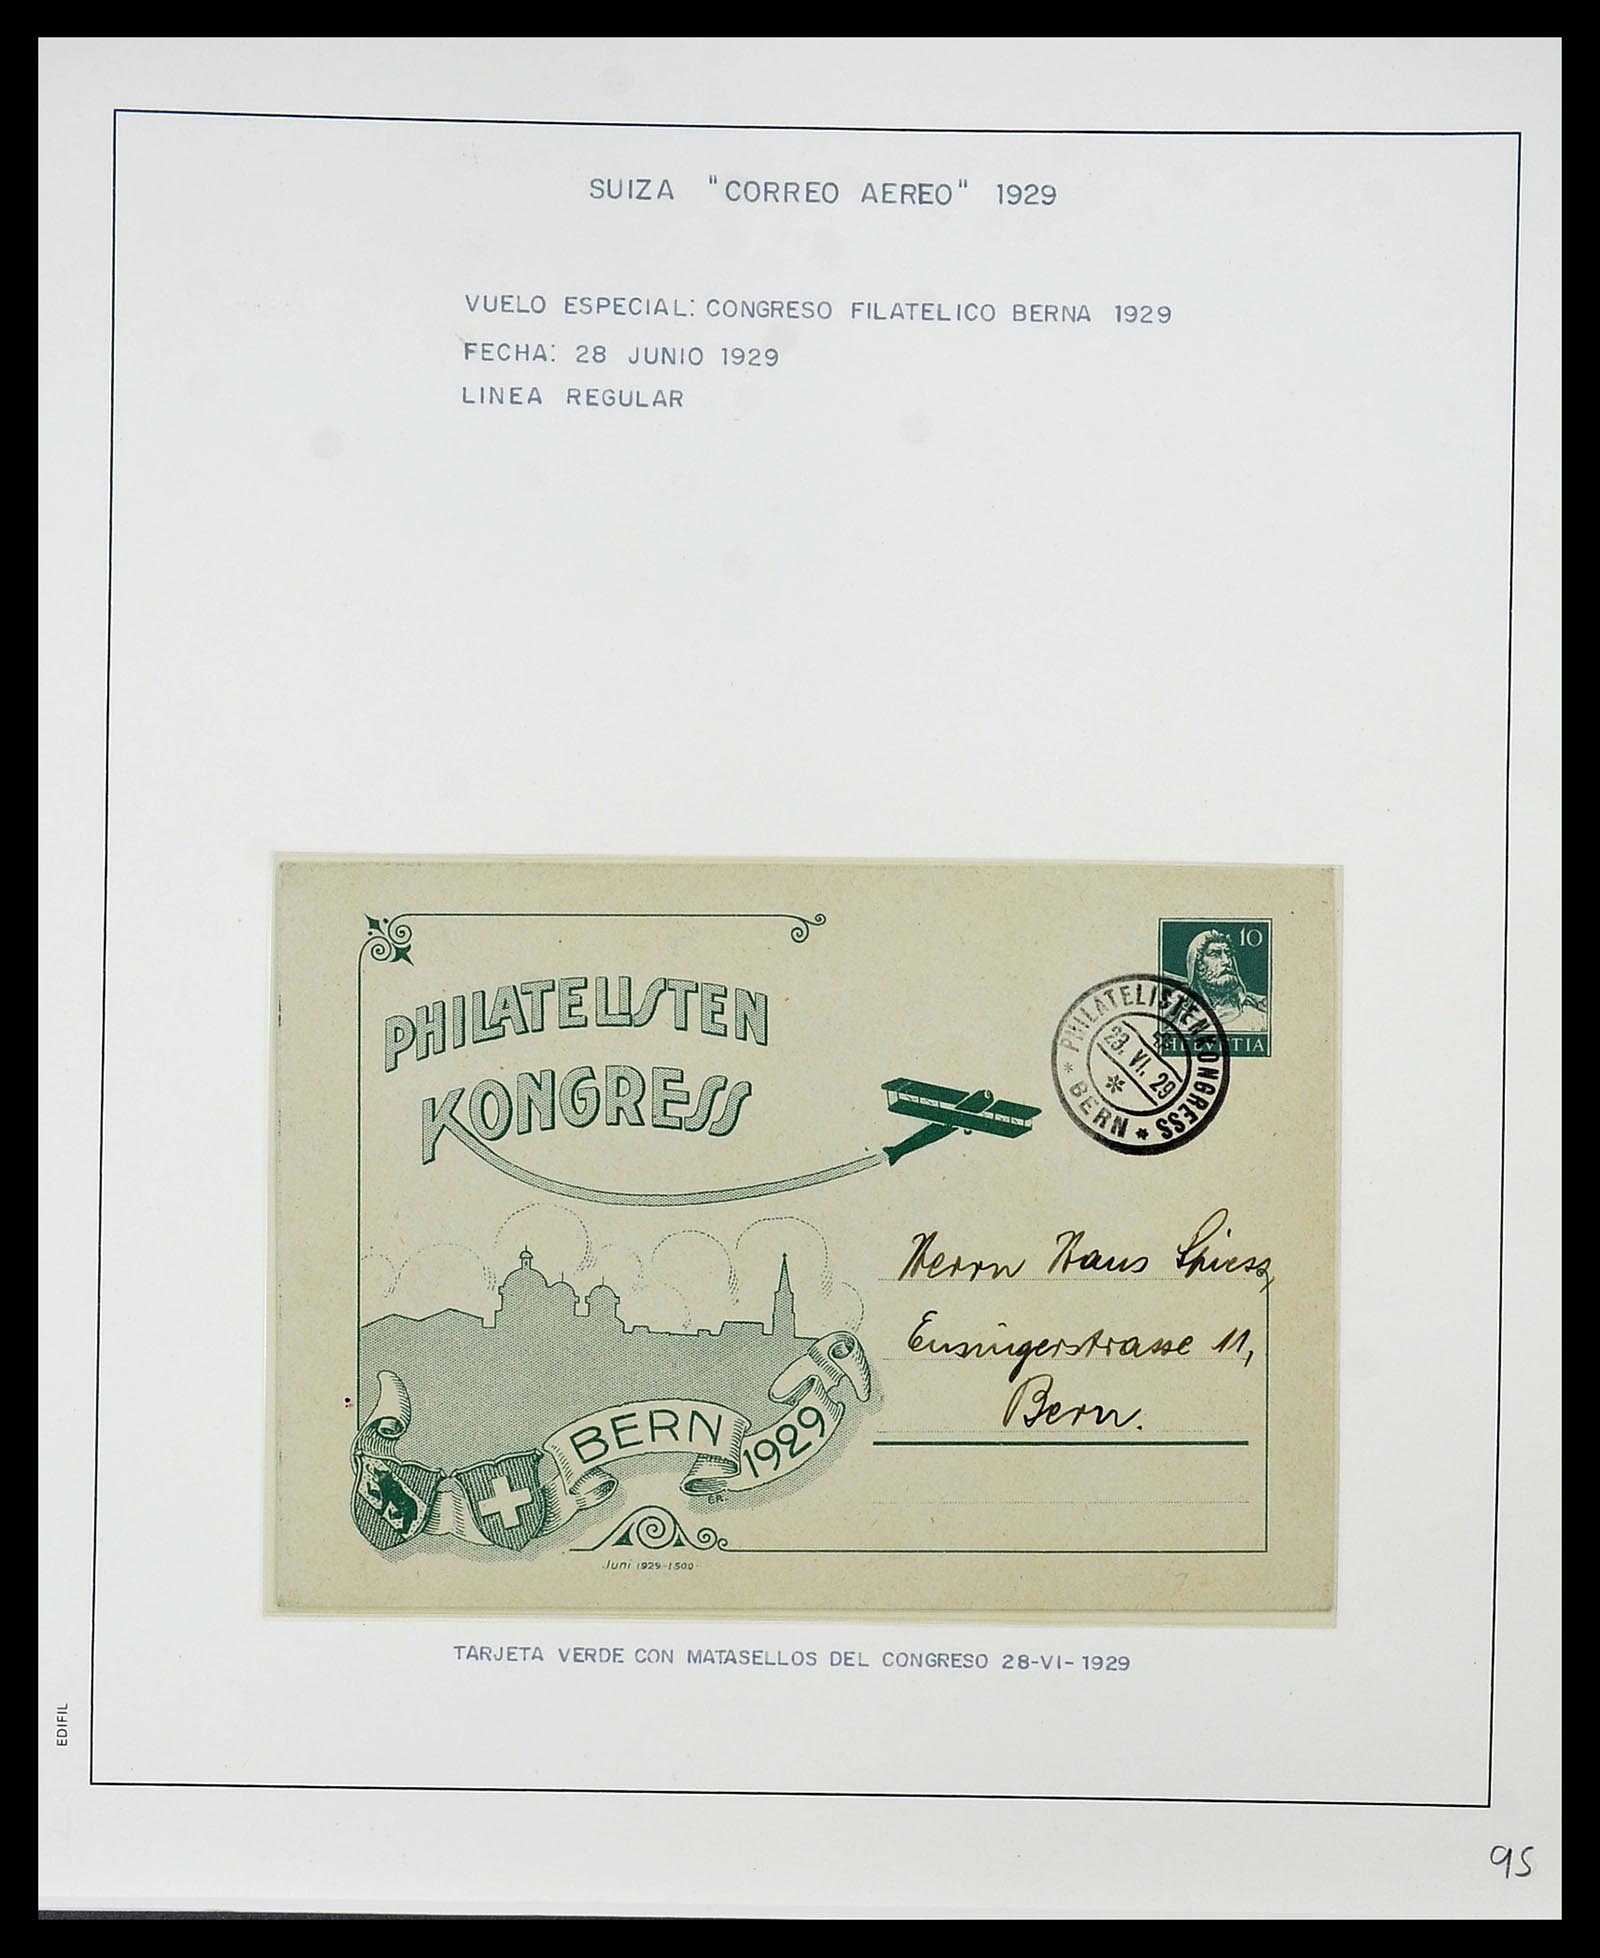 SUIZA "CORREO AEREO" 1929
VUELO ESPECIAL: CONGRESO FILATELICO BERNA 1929
FECHA: 28 JUNIO 1929
LINEA REGULAR
PHILATELISTEN
KONGRESS
10
HELVETIA
PHILATELISTENKONGRESS
* BERN *
28. VI. 29
Herrn Hans Spiess,
Ensingerstrasse 11,
Bern.
BERN
1929
E.R.
Juni 1929-1500-
TARJETA VERDE CON MATASELLOS DEL CONGRESO 28-VI-1929
EDIFIL
95